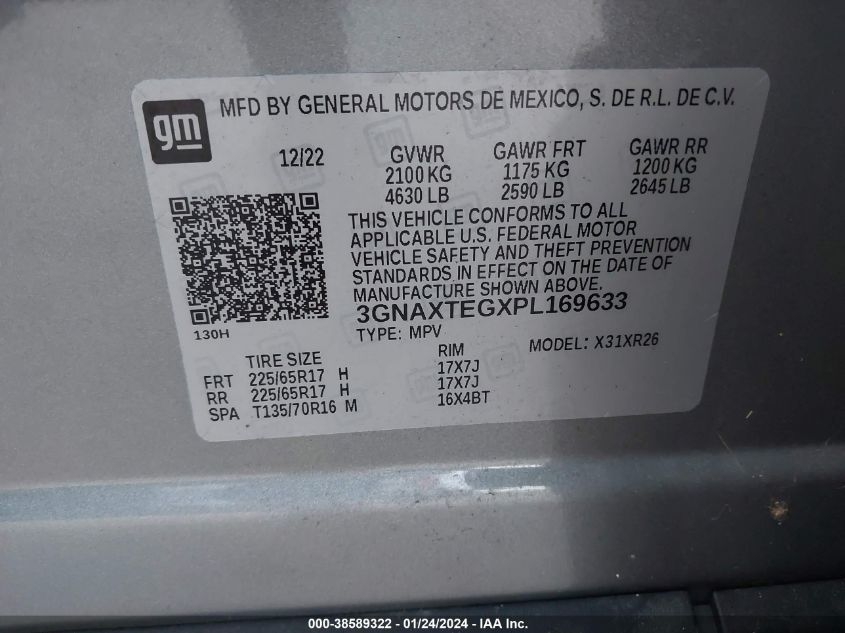 gm
MFD BY GENERAL MOTORS DE MEXICO, S. DE R.L. DE C.V.
12/22 GVWR GAWR FRT GAWR RR
2100 KG 1175 KG 1200 KG
4630 LB 2590 LB 2645 LB
THIS VEHICLE CONFORMS TO ALL
APPLICABLE U.S. FEDERAL MOTOR
VEHICLE SAFETY AND THEFT PREVENTION
STANDARDS IN EFFECT ON THE DATE OF
MANUFACTURE SHOWN ABOVE.
3GNAXTEGXPL169633
130H
TYPE: MPV MODEL: X31XR26
TIRE SIZE RIM
FRT 225/65R17 H 17X7J
RR 225/65R17 H 17X7J
SPA T135/70R16 M 16X4BT
000-38589322 - 01/24/2024 - IAA Inc.